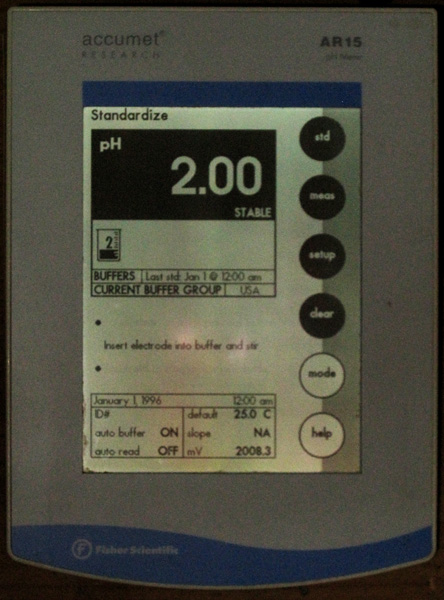 accumet®
RESEARCH
AR15
pH Meter
Standardize
pH
2.00
STABLE
2
BUFFERS Last std: Jan 1 @ 12:00 am
CURRENT BUFFER GROUP USA
Insert electrode into buffer and stir
January 1, 1996 12:00 am
ID# default 25.0 C
auto buffer ON slope NA
auto read OFF mV 2008.3
std
meas
setup
clear
mode
help
Fisher Scientific